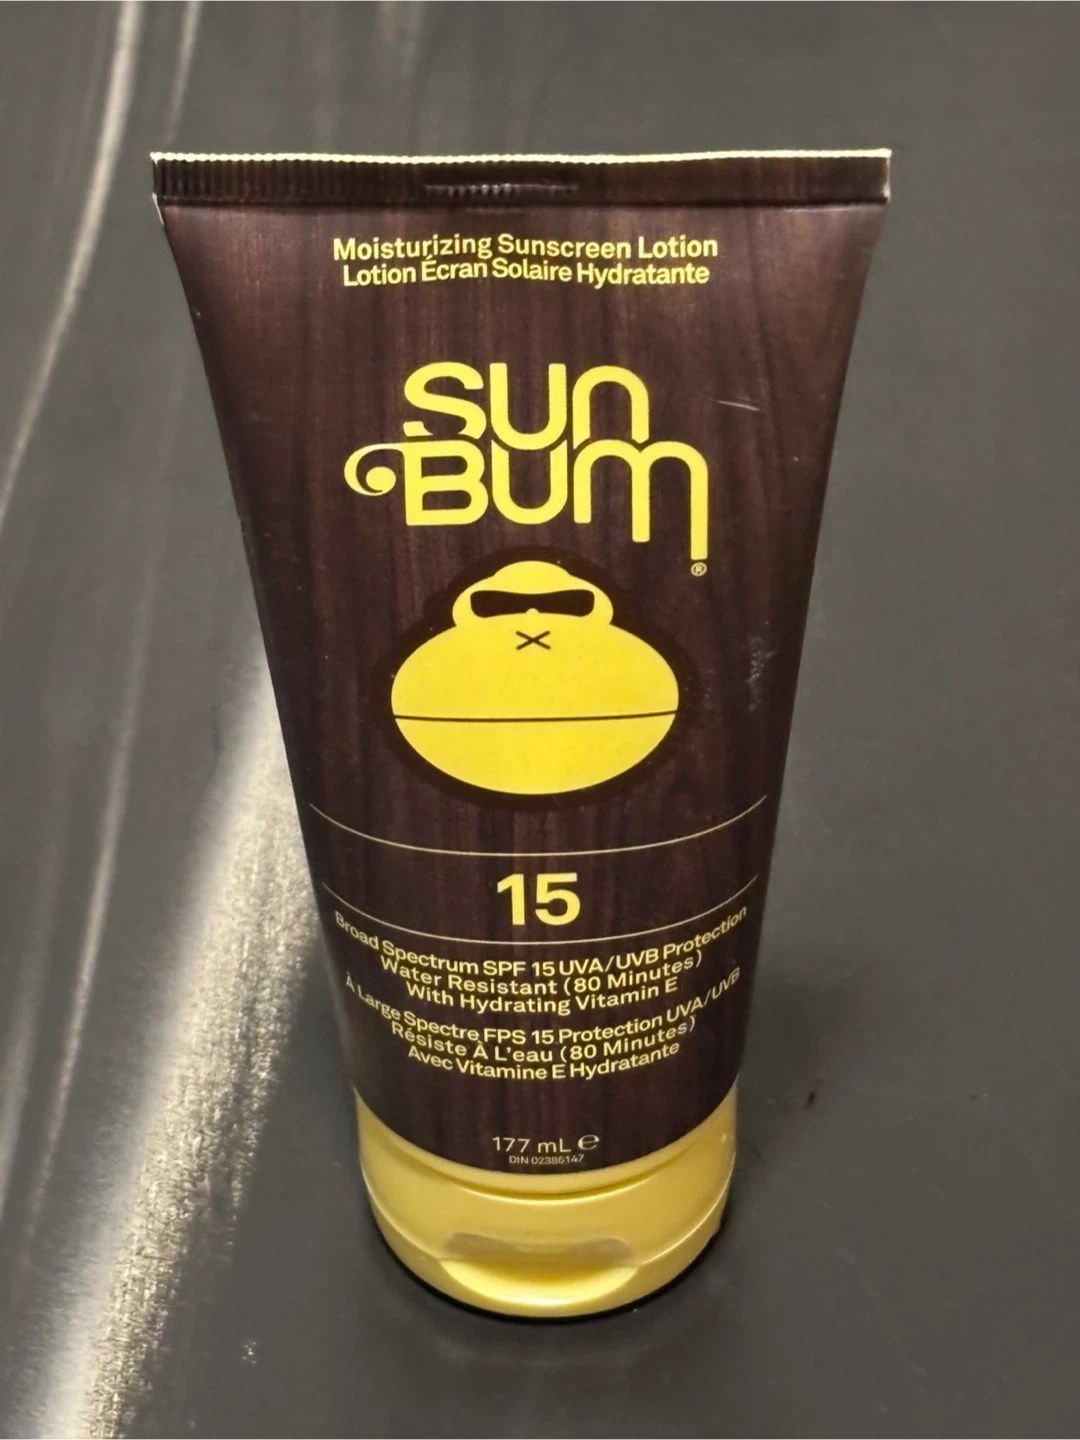 Moisturizing Sunscreen Lotion
Lotion Écran Solaire Hydratante
sun
BUM®
15
Broad Spectrum SPF 15 UVA/UVB Protection
Water Resistant (80 Minutes)
With Hydrating Vitamin E
À Large Spectre FPS 15 Protection UVA/UVB
Résiste À L'eau (80 Minutes)
Avec Vitamine E Hydratante
177 mL ℮
DIN 02386147